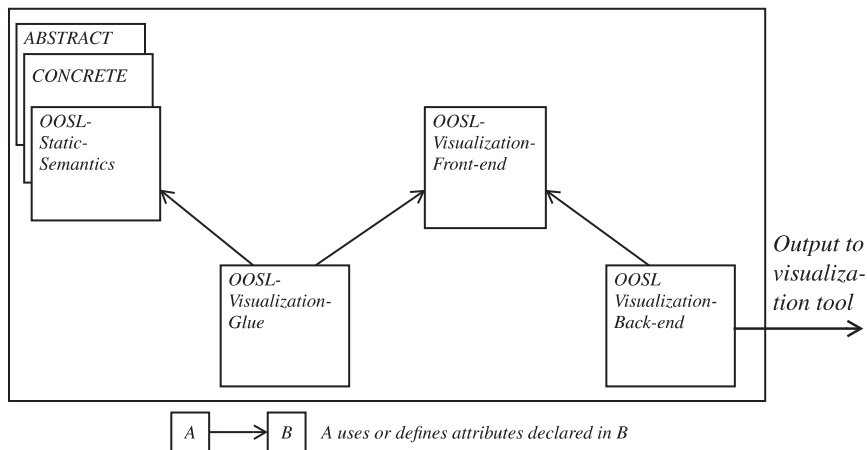 ABSTRACT
CONCRETE
OOSL-
Static-
Semantics
OOSL-
Visualization-
Front-end
OOSL-
Visualization-
Glue
OOSL
Visualization-
Back-end
Output to
visualiza-
tion tool
A
B
A uses or defines attributes declared in B